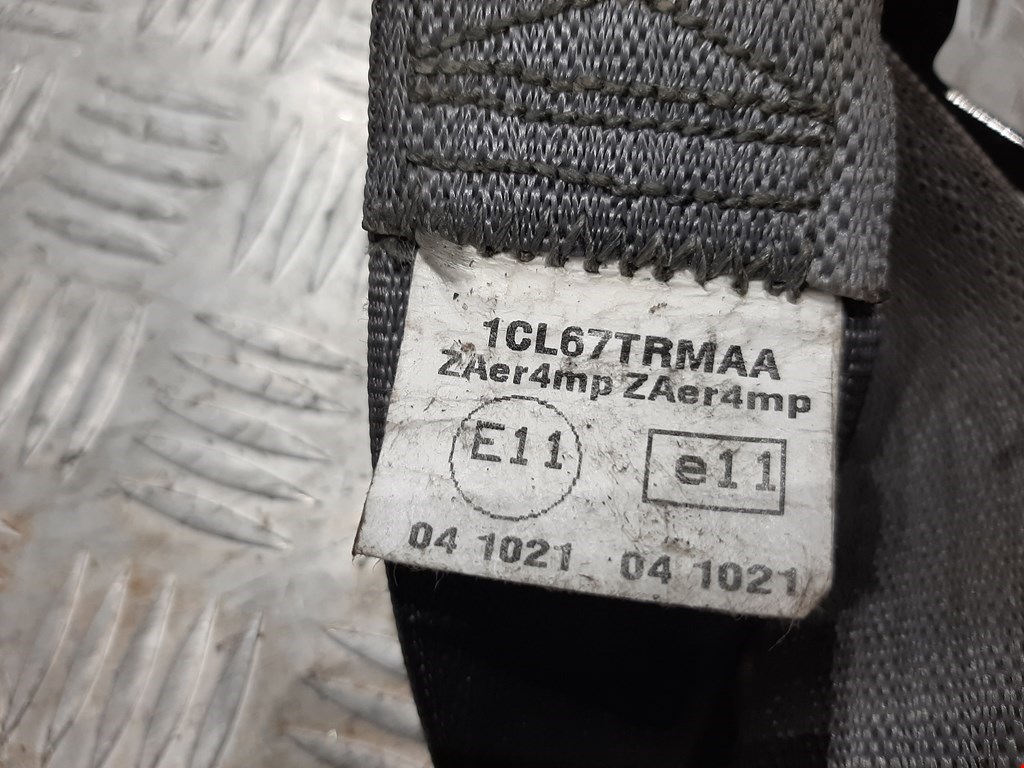 1CL67TRMAA
ZAer4mp ZAer4mp
E11 e11
04 1021 04 1021